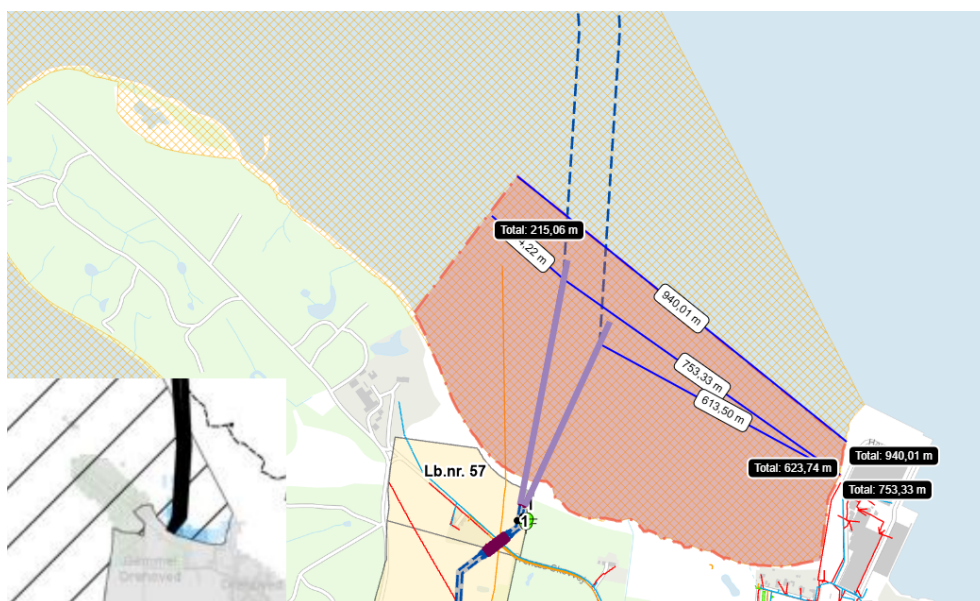 Total: 215,06 m
4,22 m
940,01 m
753,33 m
613,50 m
Total: 940,01 m
Total: 623,74 m
Total: 753,33 m
Lb.nr. 57
1
Gammel